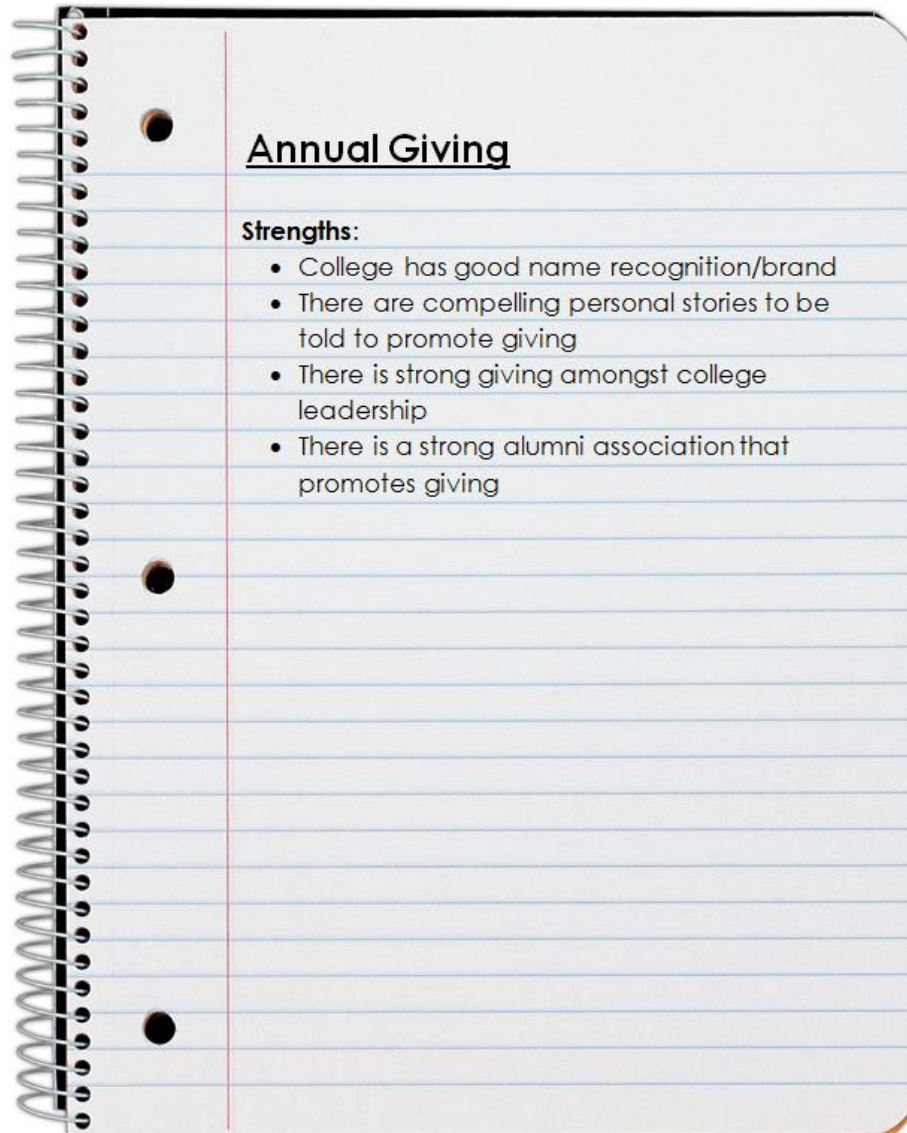 Annual Giving
Strengths:
• College has good name recognition/brand
• There are compelling personal stories to be
told to promote giving
• There is strong giving amongst college
leadership
• There is a strong alumni association that
promotes giving